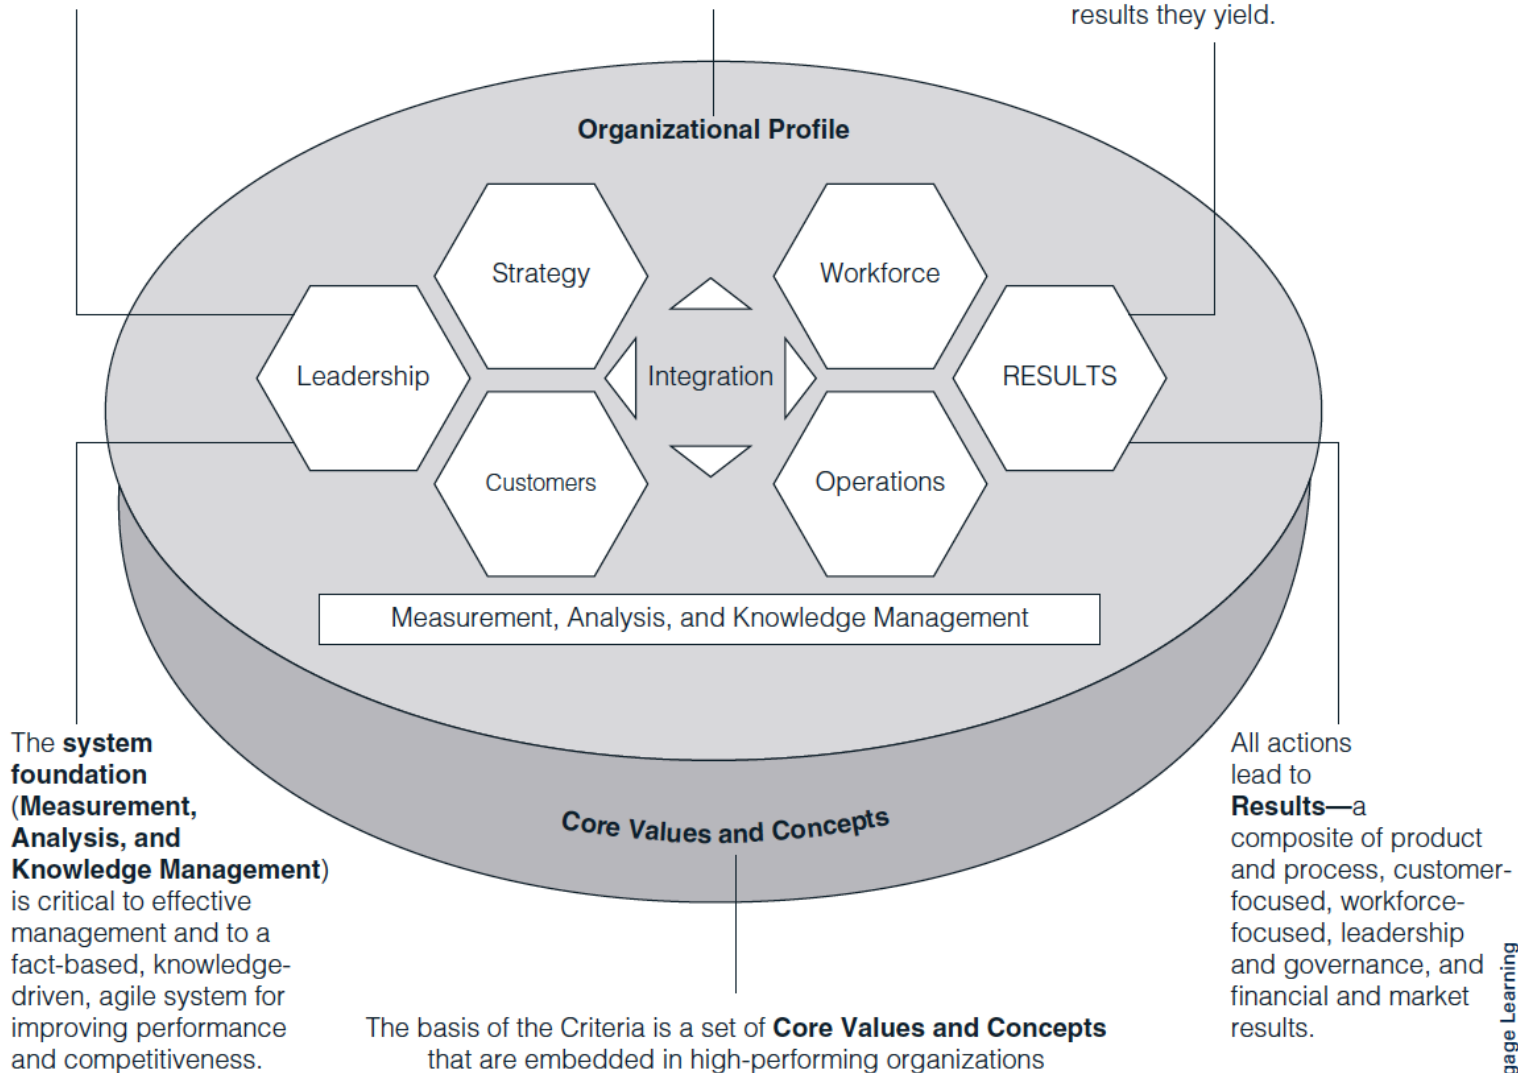 results they yield.
Organizational Profile
Strategy
Workforce
Leadership
Integration
RESULTS
Customers
Operations
Measurement, Analysis, and Knowledge Management
Core Values and Concepts
The system
foundation
(Measurement,
Analysis, and
Knowledge Management)
is critical to effective
management and to a
fact-based, knowledge-
driven, agile system for
improving performance
and competitiveness.
The basis of the Criteria is a set of Core Values and Concepts
that are embedded in high-performing organizations
All actions
lead to
Results—a
composite of product
and process, customer-
focused, workforce-
focused, leadership
and governance, and
financial and market
results.
gage Learning